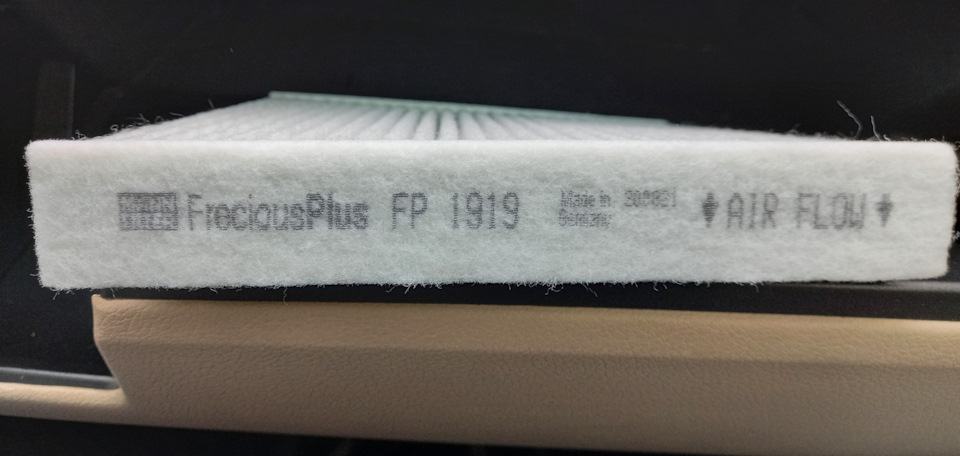 MANN FILTER FreciousPlus FP 1919
Made in
Germany
AIR FLOW